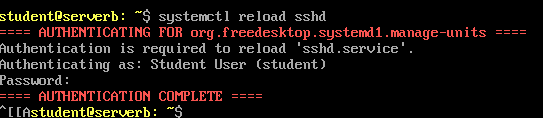 student@serverb: ~$ systemctl reload sshd
==== AUTHENTICATING FOR org.freedesktop.systemd1.manage-units ====
Authentication is required to reload 'sshd.service'.
Authenticating as: Student User (student)
Password:
==== AUTHENTICATION COMPLETE ====
^[[Astudent@serverb: ~$